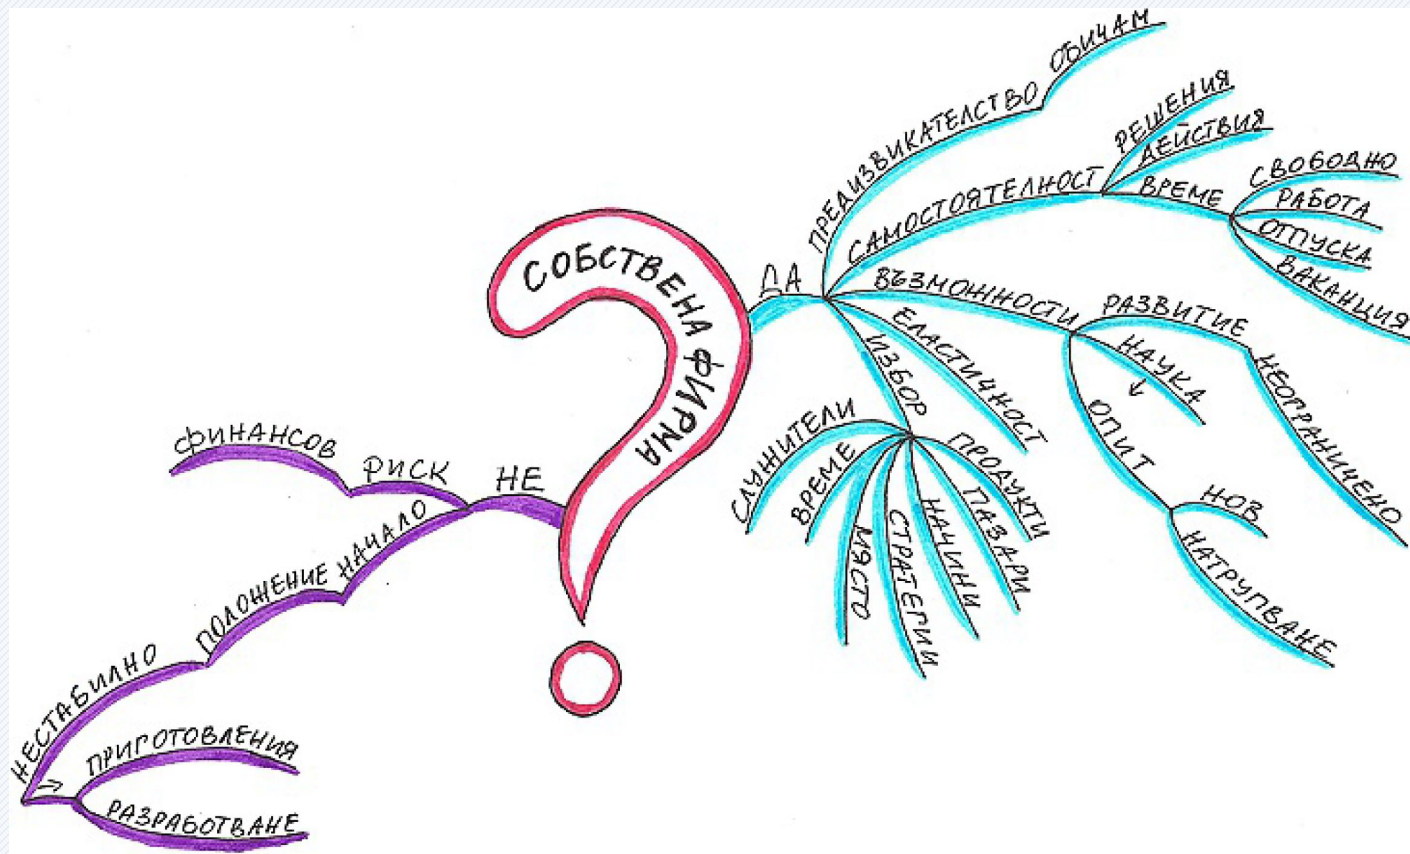 СОБСТВЕНА ФИРМА
ДА
ПРЕДИЗВИКАТЕЛСТВО
ОБИЧАМ
САМОСТОЯТЕЛНОСТ
РЕШЕНИЯ
ДЕЙСТВИЯ
ВРЕМЕ
СВОБОДНО
РАБОТА
ОТПУСКА
ВАКАНЦИЯ
ВЪЗМОЖНОСТИ
РАЗВИТИЕ
НЕОГРАНИЧЕНО
НАУКА
ОПИТ
НОВ
НАТРУПВАНЕ
ЕЛАСТИЧНОСТ
ИЗБОР
СЛУЖИТЕЛИ
ВРЕМЕ
МЯСТО
СТРАТЕГИИ
НАЧИНИ
ПАЗАРИ
ПРОДУКТИ
НЕ
РИСК
ФИНАНСОВ
НАЧАЛО
ПОЛОЖЕНИЕ
НЕСТАБИЛНО
ПРИГОТОВЛЕНИЯ
РАЗРАБОТВАНЕ